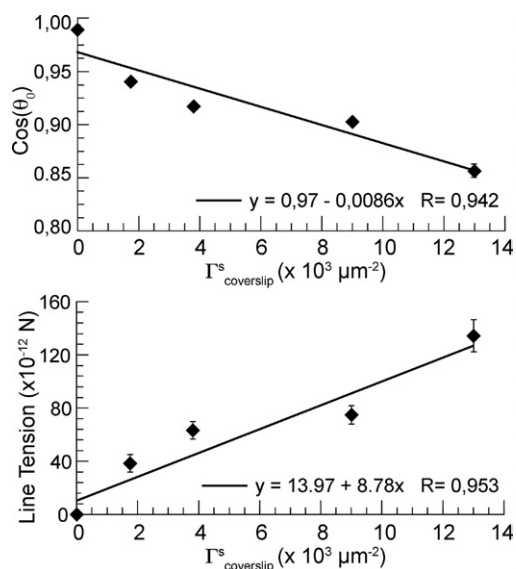 1,00
0,95
0,90
0,85
0,80
Cos(θ₀)
y = 0,97 - 0,0086x R= 0,942
0 2 4 6 8 10 12 14
Γˢcoverslip (x 10³ µm⁻²)
160
120
80
40
0
Line Tension (x10⁻¹² N)
y = 13.97 + 8.78x R= 0,953
0 2 4 6 8 10 12 14
Γˢcoverslip (x 10³ µm⁻²)